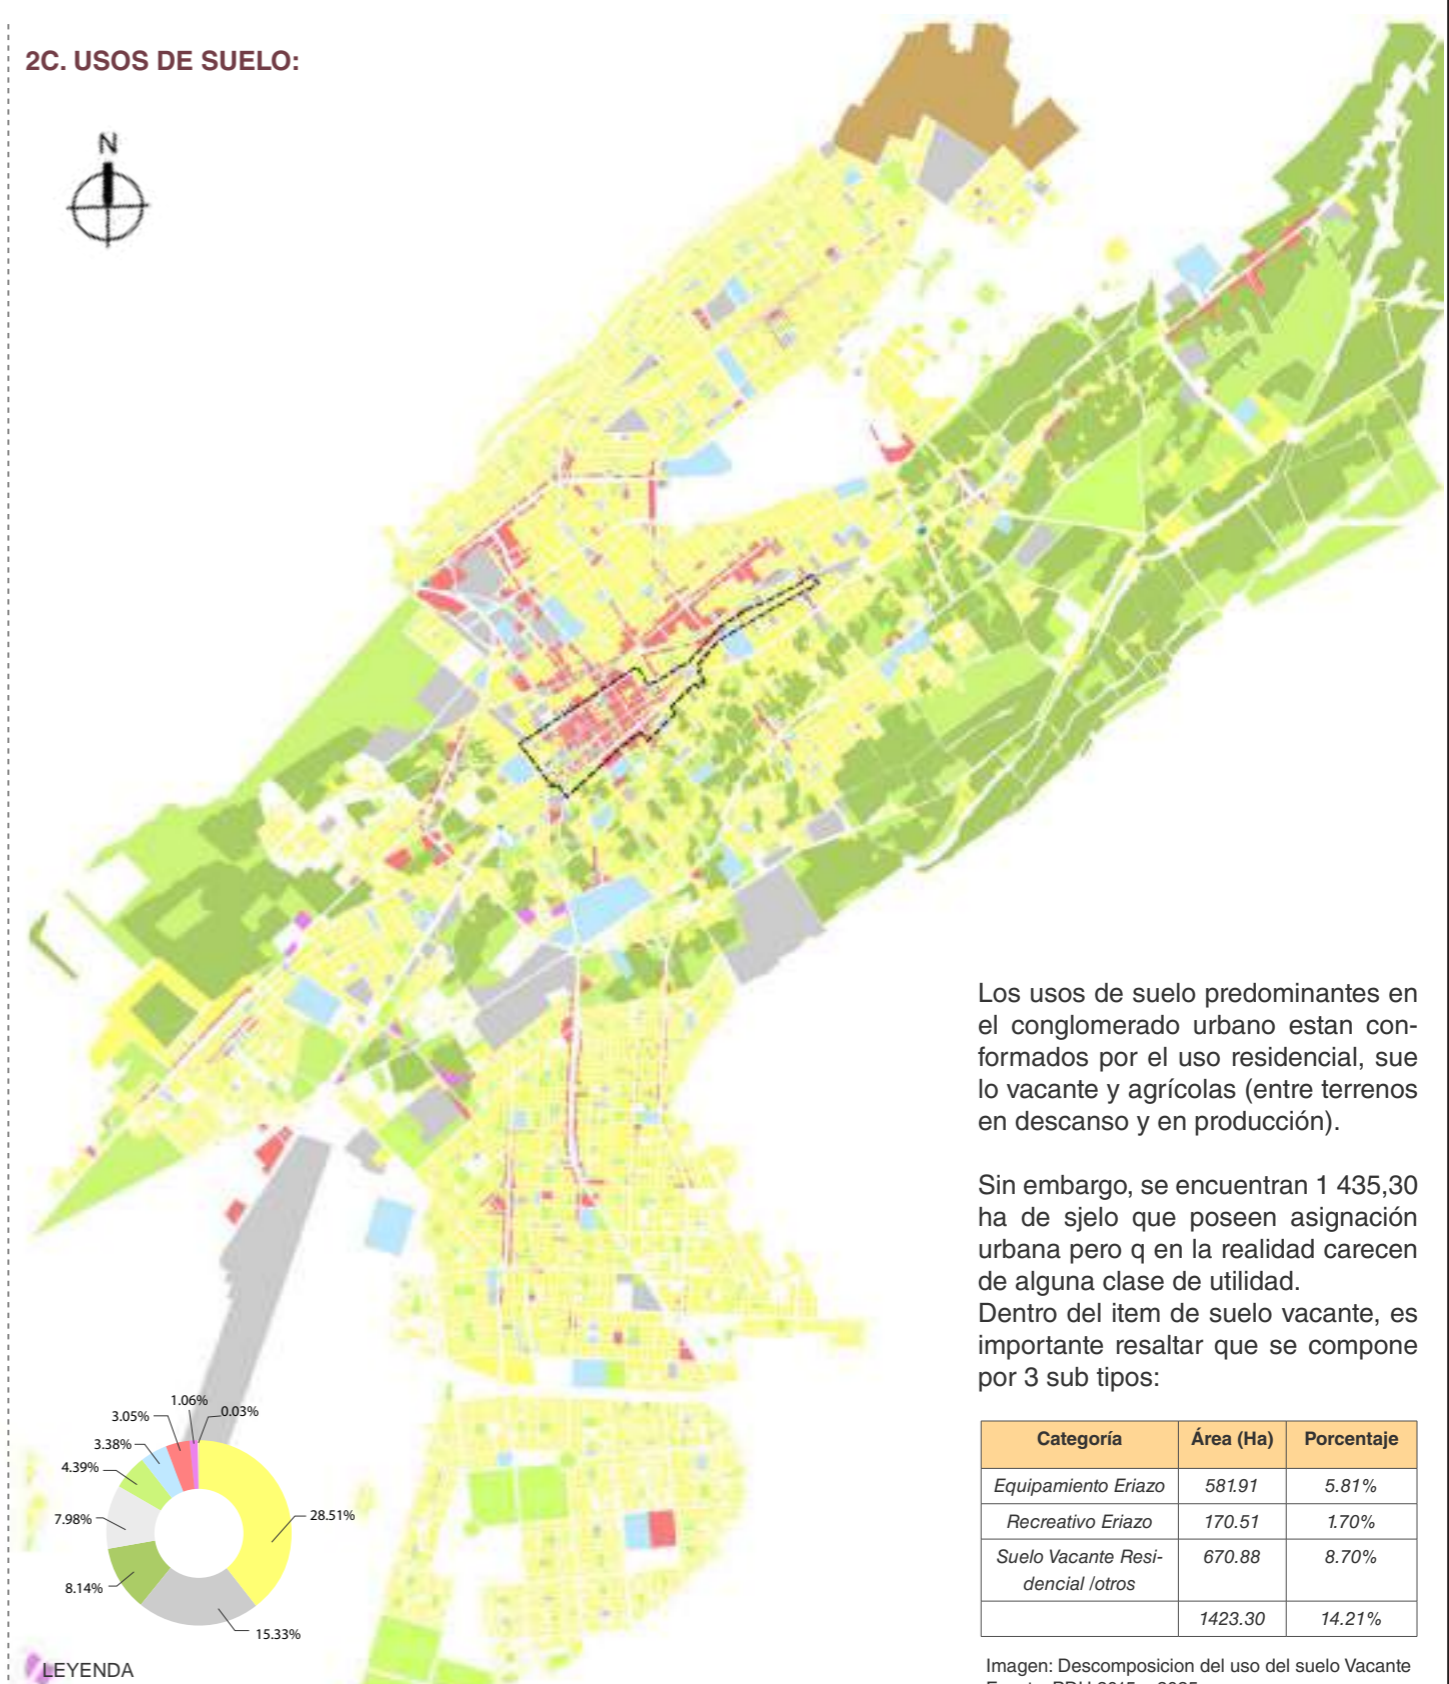 2C. USOS DE SUELO:
N
Los usos de suelo predominantes en
el conglomerado urbano estan con-
formados por el uso residencial, sue
lo vacante y agrícolas (entre terrenos
en descanso y en producción).
Sin embargo, se encuentran 1 435,30
ha de sjelo que poseen asignación
urbana pero q en la realidad carecen
de alguna clase de utilidad.
Dentro del item de suelo vacante, es
importante resaltar que se compone
por 3 sub tipos:
Categoría Área (Ha) Porcentaje
Equipamiento Eriazo 581.91 5.81%
Recreativo Eriazo 170.51 1.70%
Suelo Vacante Resi- 670.88 8.70%
dencial /otros
1423.30 14.21%
Imagen: Descomposicion del uso del suelo Vacante
1.06%
0.03%
3.05%
3.38%
4.39%
7.98%
28.51%
8.14%
15.33%
LEYENDA